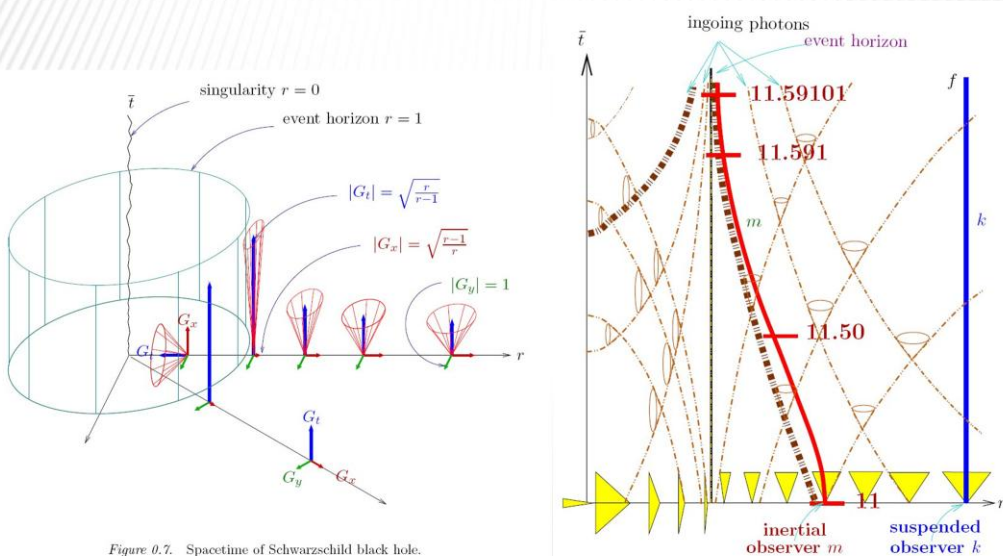 t̄
singularity r = 0
event horizon r = 1
|G_t| = √(r/(r−1))
|G_x| = √((r−1)/r)
|G_y| = 1
G_x
G
r
G_t
G_y
G_x
Figure 0.7. Spacetime of Schwarzschild black hole.
ingoing photons
t̄
event horizon
f
11.59101
11.591
m
k
11.50
11
r
inertial
observer m
suspended
observer k